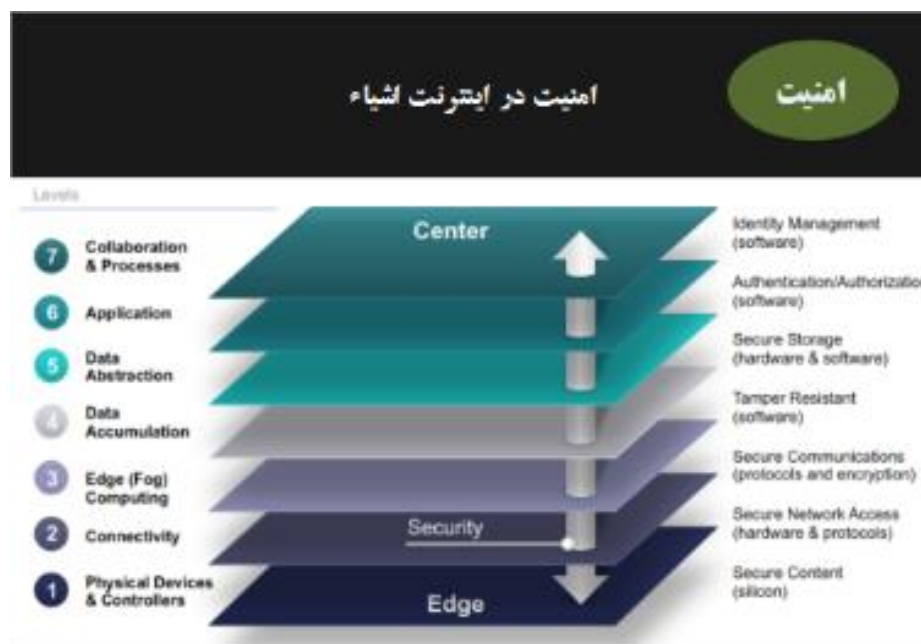 امنیت در اینترنت اشیاء
امنیت
Levels
7 Collaboration
& Processes
6 Application
5 Data
Abstraction
4 Data
Accumulation
3 Edge (Fog)
Computing
2 Connectivity
1 Physical Devices
& Controllers
Center
Security
Edge
Identity Management
(software)
Authentication/Authorization
(software)
Secure Storage
(hardware & software)
Tamper Resistant
(software)
Secure Communications
(protocols and encryption)
Secure Network Access
(hardware & protocols)
Secure Content
(silicon)